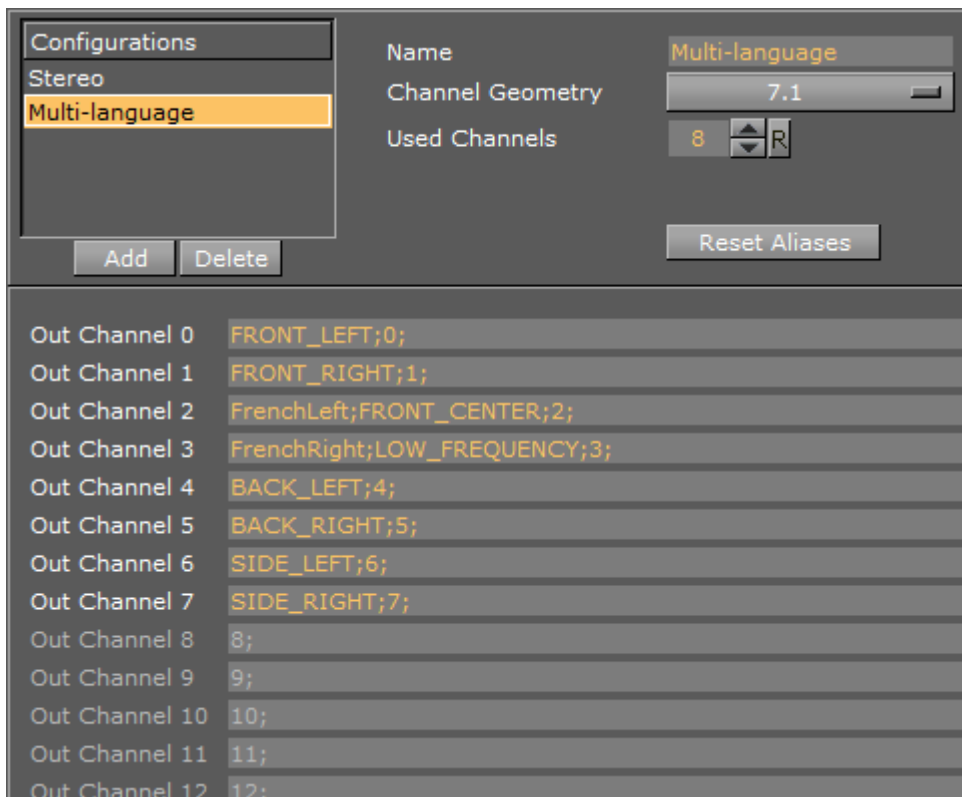 Configurations
Stereo
Multi-language
Add Delete
Name Multi-language
Channel Geometry 7.1
Used Channels 8 R
Reset Aliases
Out Channel 0 FRONT_LEFT;0;
Out Channel 1 FRONT_RIGHT;1;
Out Channel 2 FrenchLeft;FRONT_CENTER;2;
Out Channel 3 FrenchRight;LOW_FREQUENCY;3;
Out Channel 4 BACK_LEFT;4;
Out Channel 5 BACK_RIGHT;5;
Out Channel 6 SIDE_LEFT;6;
Out Channel 7 SIDE_RIGHT;7;
Out Channel 8 8;
Out Channel 9 9;
Out Channel 10 10;
Out Channel 11 11;
Out Channel 12 12;